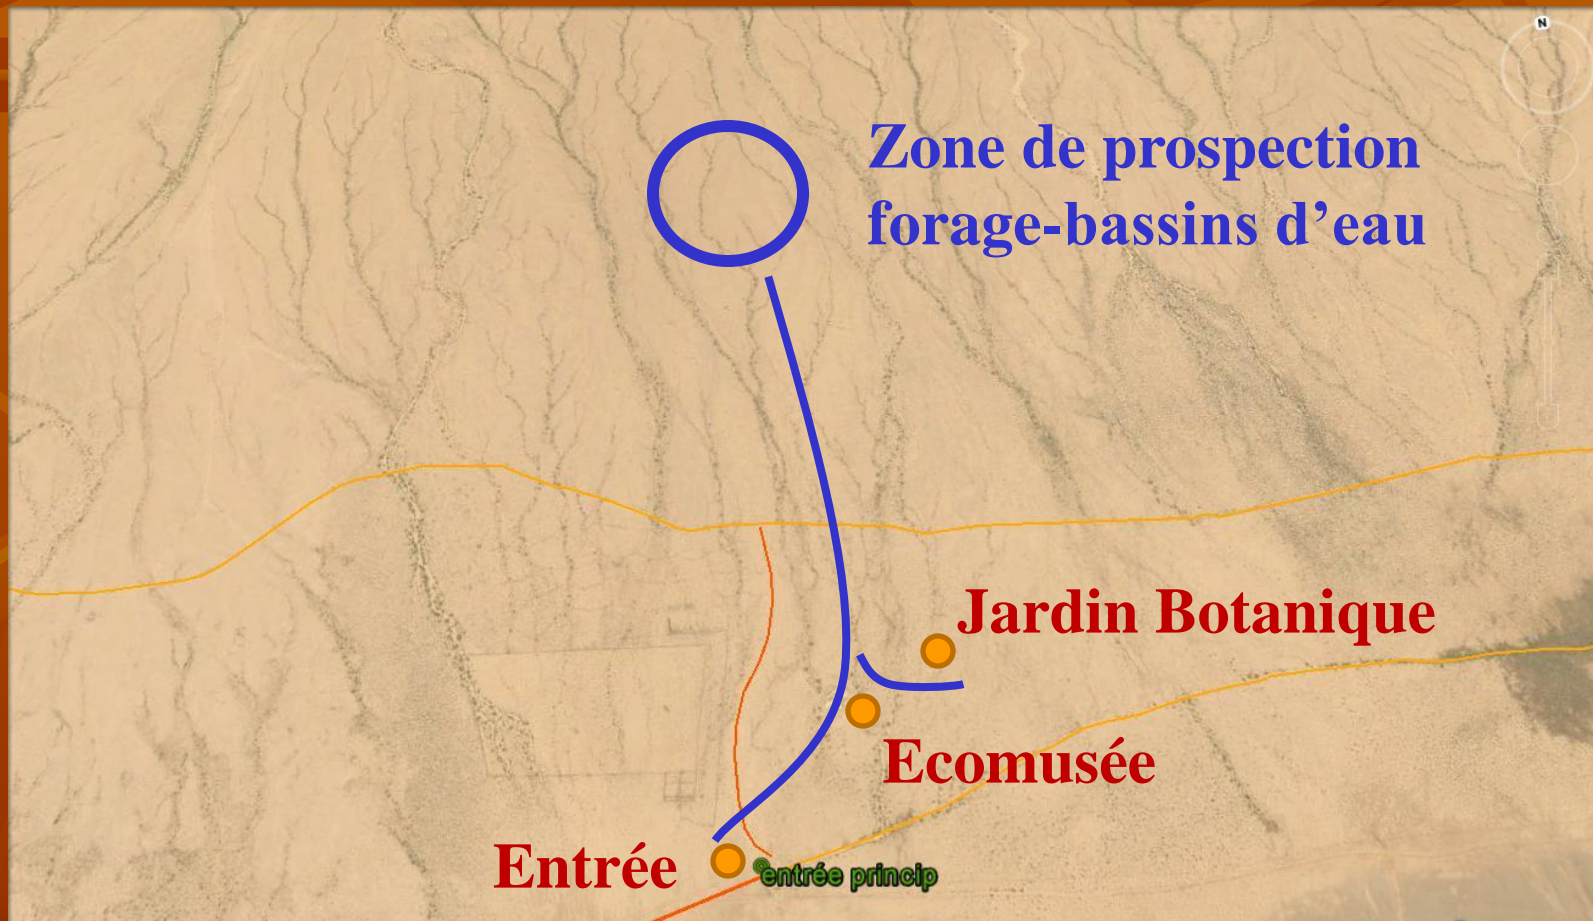 N
Zone de prospection
forage-bassins d’eau
Jardin Botanique
Ecomusée
Entrée
entrée princip